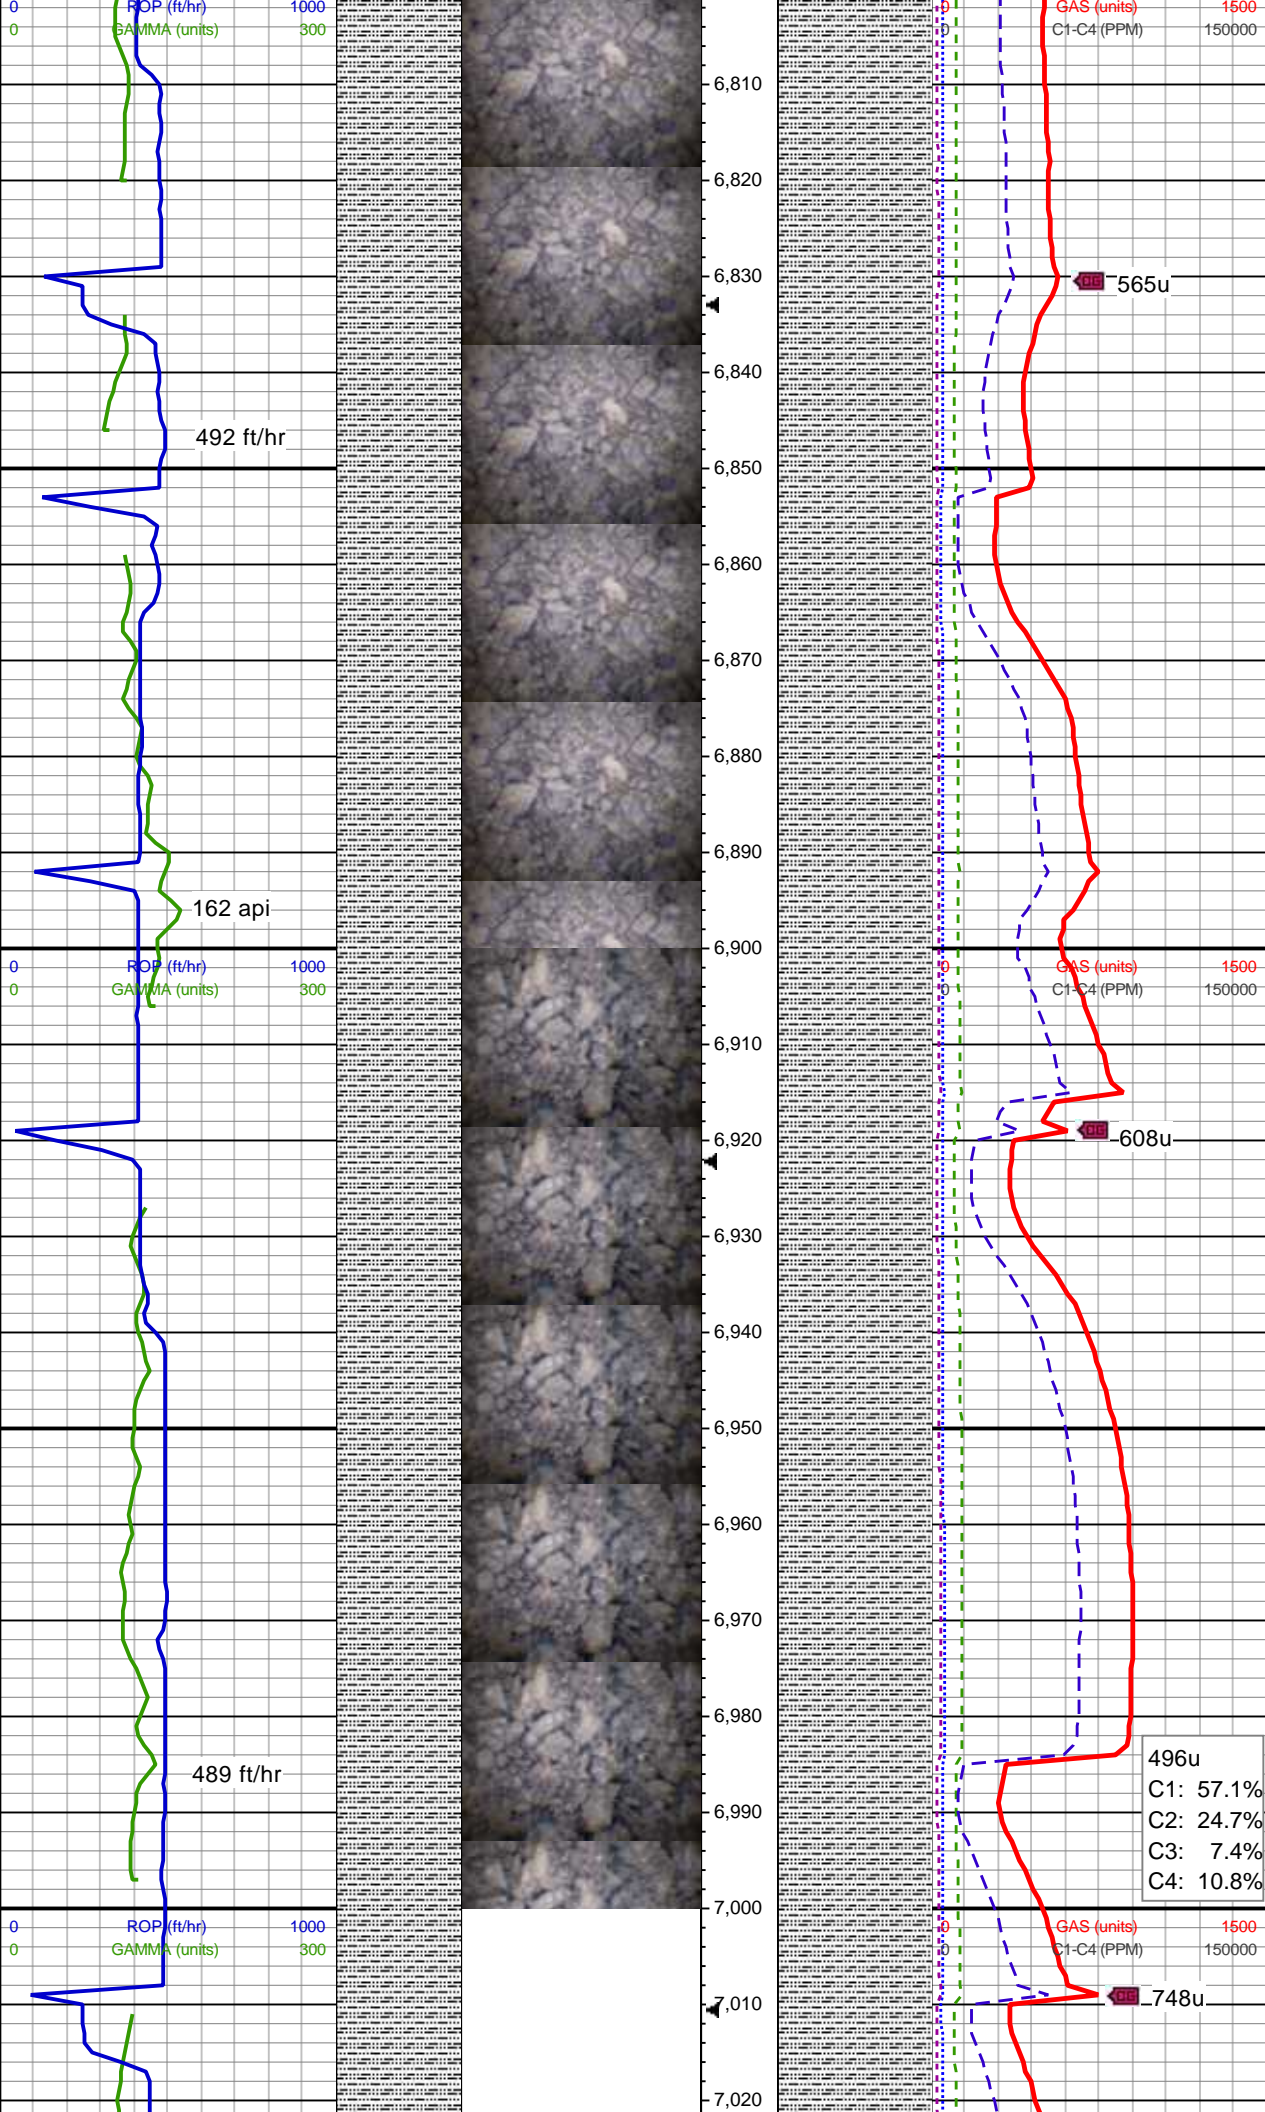 ROP (ft/hr) 1000
0 GAMMA (units) 300
0 GAS (units) 1500
0 C1-C4 (PPM) 150000
6,810
6,820
6,830
CG 565u
6,840
492 ft/hr
6,850
6,860
6,870
6,880
6,890
162 api
6,900
0 ROP (ft/hr) 1000
0 GAMMA (units) 300
0 GAS (units) 1500
0 C1-C4 (PPM) 150000
6,910
6,920
CG 608u
6,930
6,940
6,950
6,960
6,970
6,980
489 ft/hr
496u
C1: 57.1%
C2: 24.7%
C3: 7.4%
C4: 10.8%
6,990
7,000
0 ROP (ft/hr) 1000
0 GAMMA (units) 300
0 GAS (units) 1500
0 C1-C4 (PPM) 150000
CG 748u
7,010
7,020